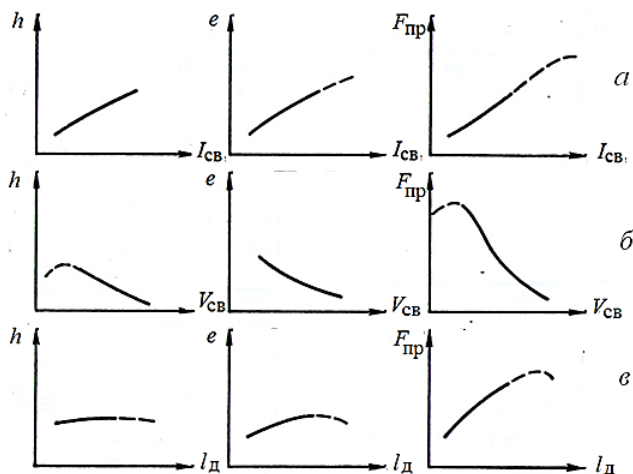 h e Fпр
Iсв Iсв Iсв а
h e Fпр
Vсв Vсв Vсв б
h e Fпр
lд lд lд в